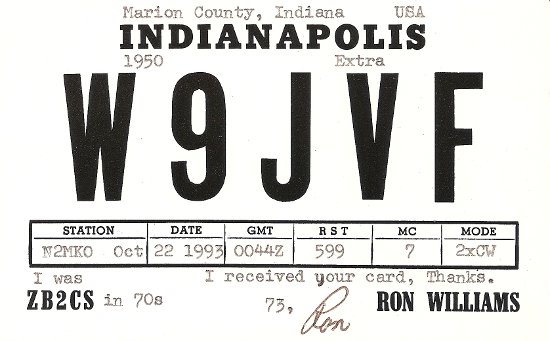 Marion County, Indiana USA
INDIANAPOLIS
1950 Extra
W9JVF
STATION DATE GMT RST MC MODE
N2MKO Oct 22 1993 0044Z 599 7 2xCW
I was I received your card, Thanks.
ZB2CS in 70s 73, Ron RON WILLIAMS